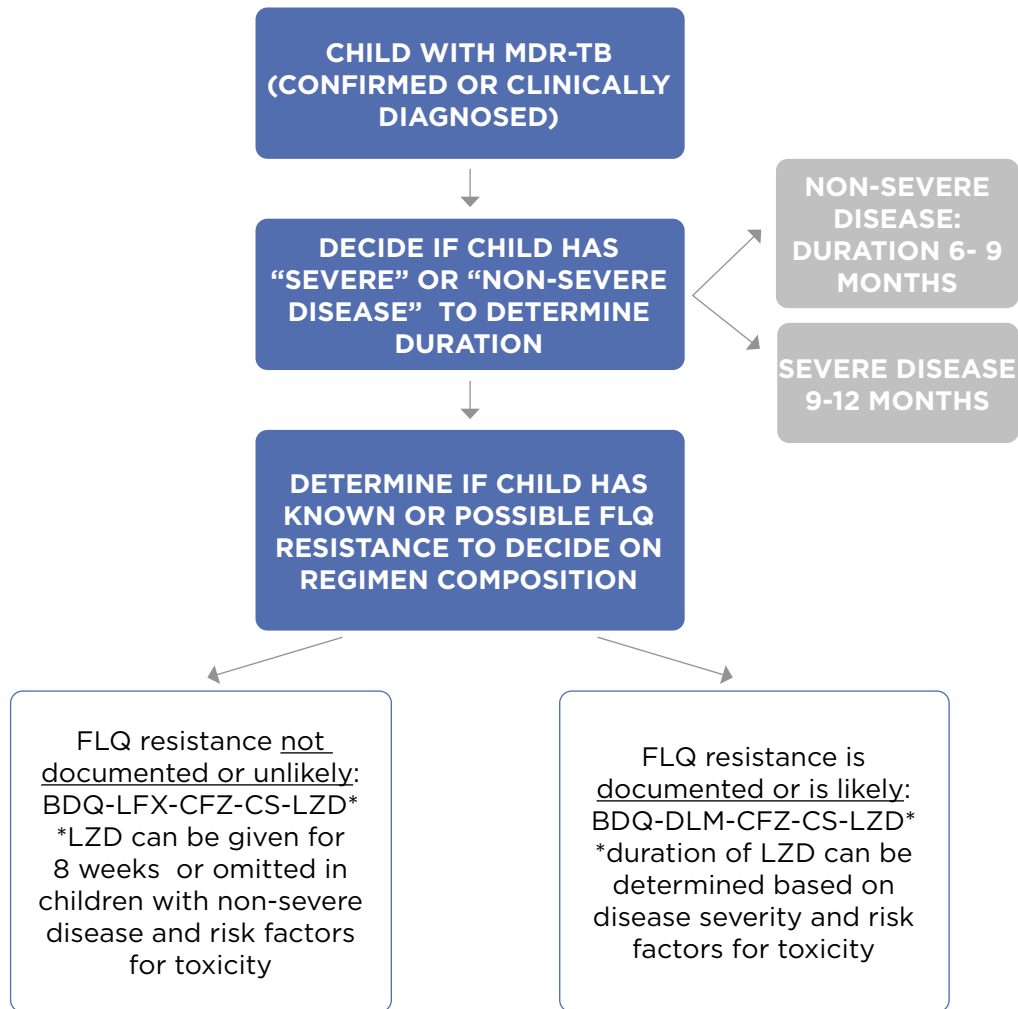 CHILD WITH MDR-TB
(CONFIRMED OR CLINICALLY
DIAGNOSED)
DECIDE IF CHILD HAS
“SEVERE” OR “NON-SEVERE
DISEASE” TO DETERMINE
DURATION
NON-SEVERE
DISEASE:
DURATION 6- 9
MONTHS
SEVERE DISEASE
9-12 MONTHS
DETERMINE IF CHILD HAS
KNOWN OR POSSIBLE FLQ
RESISTANCE TO DECIDE ON
REGIMEN COMPOSITION
FLQ resistance not
documented or unlikely:
BDQ-LFX-CFZ-CS-LZD*
*LZD can be given for
8 weeks or omitted in
children with non-severe
disease and risk factors
for toxicity
FLQ resistance is
documented or is likely:
BDQ-DLM-CFZ-CS-LZD*
*duration of LZD can be
determined based on
disease severity and risk
factors for toxicity